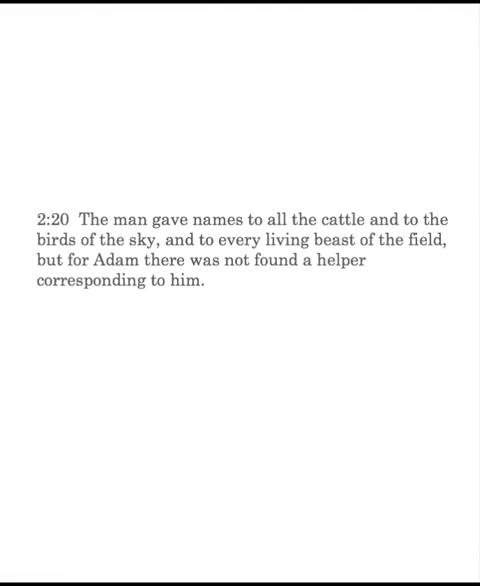 2:20 The man gave names to all the cattle and to the
birds of the sky, and to every living beast of the field,
but for Adam there was not found a helper
corresponding to him.